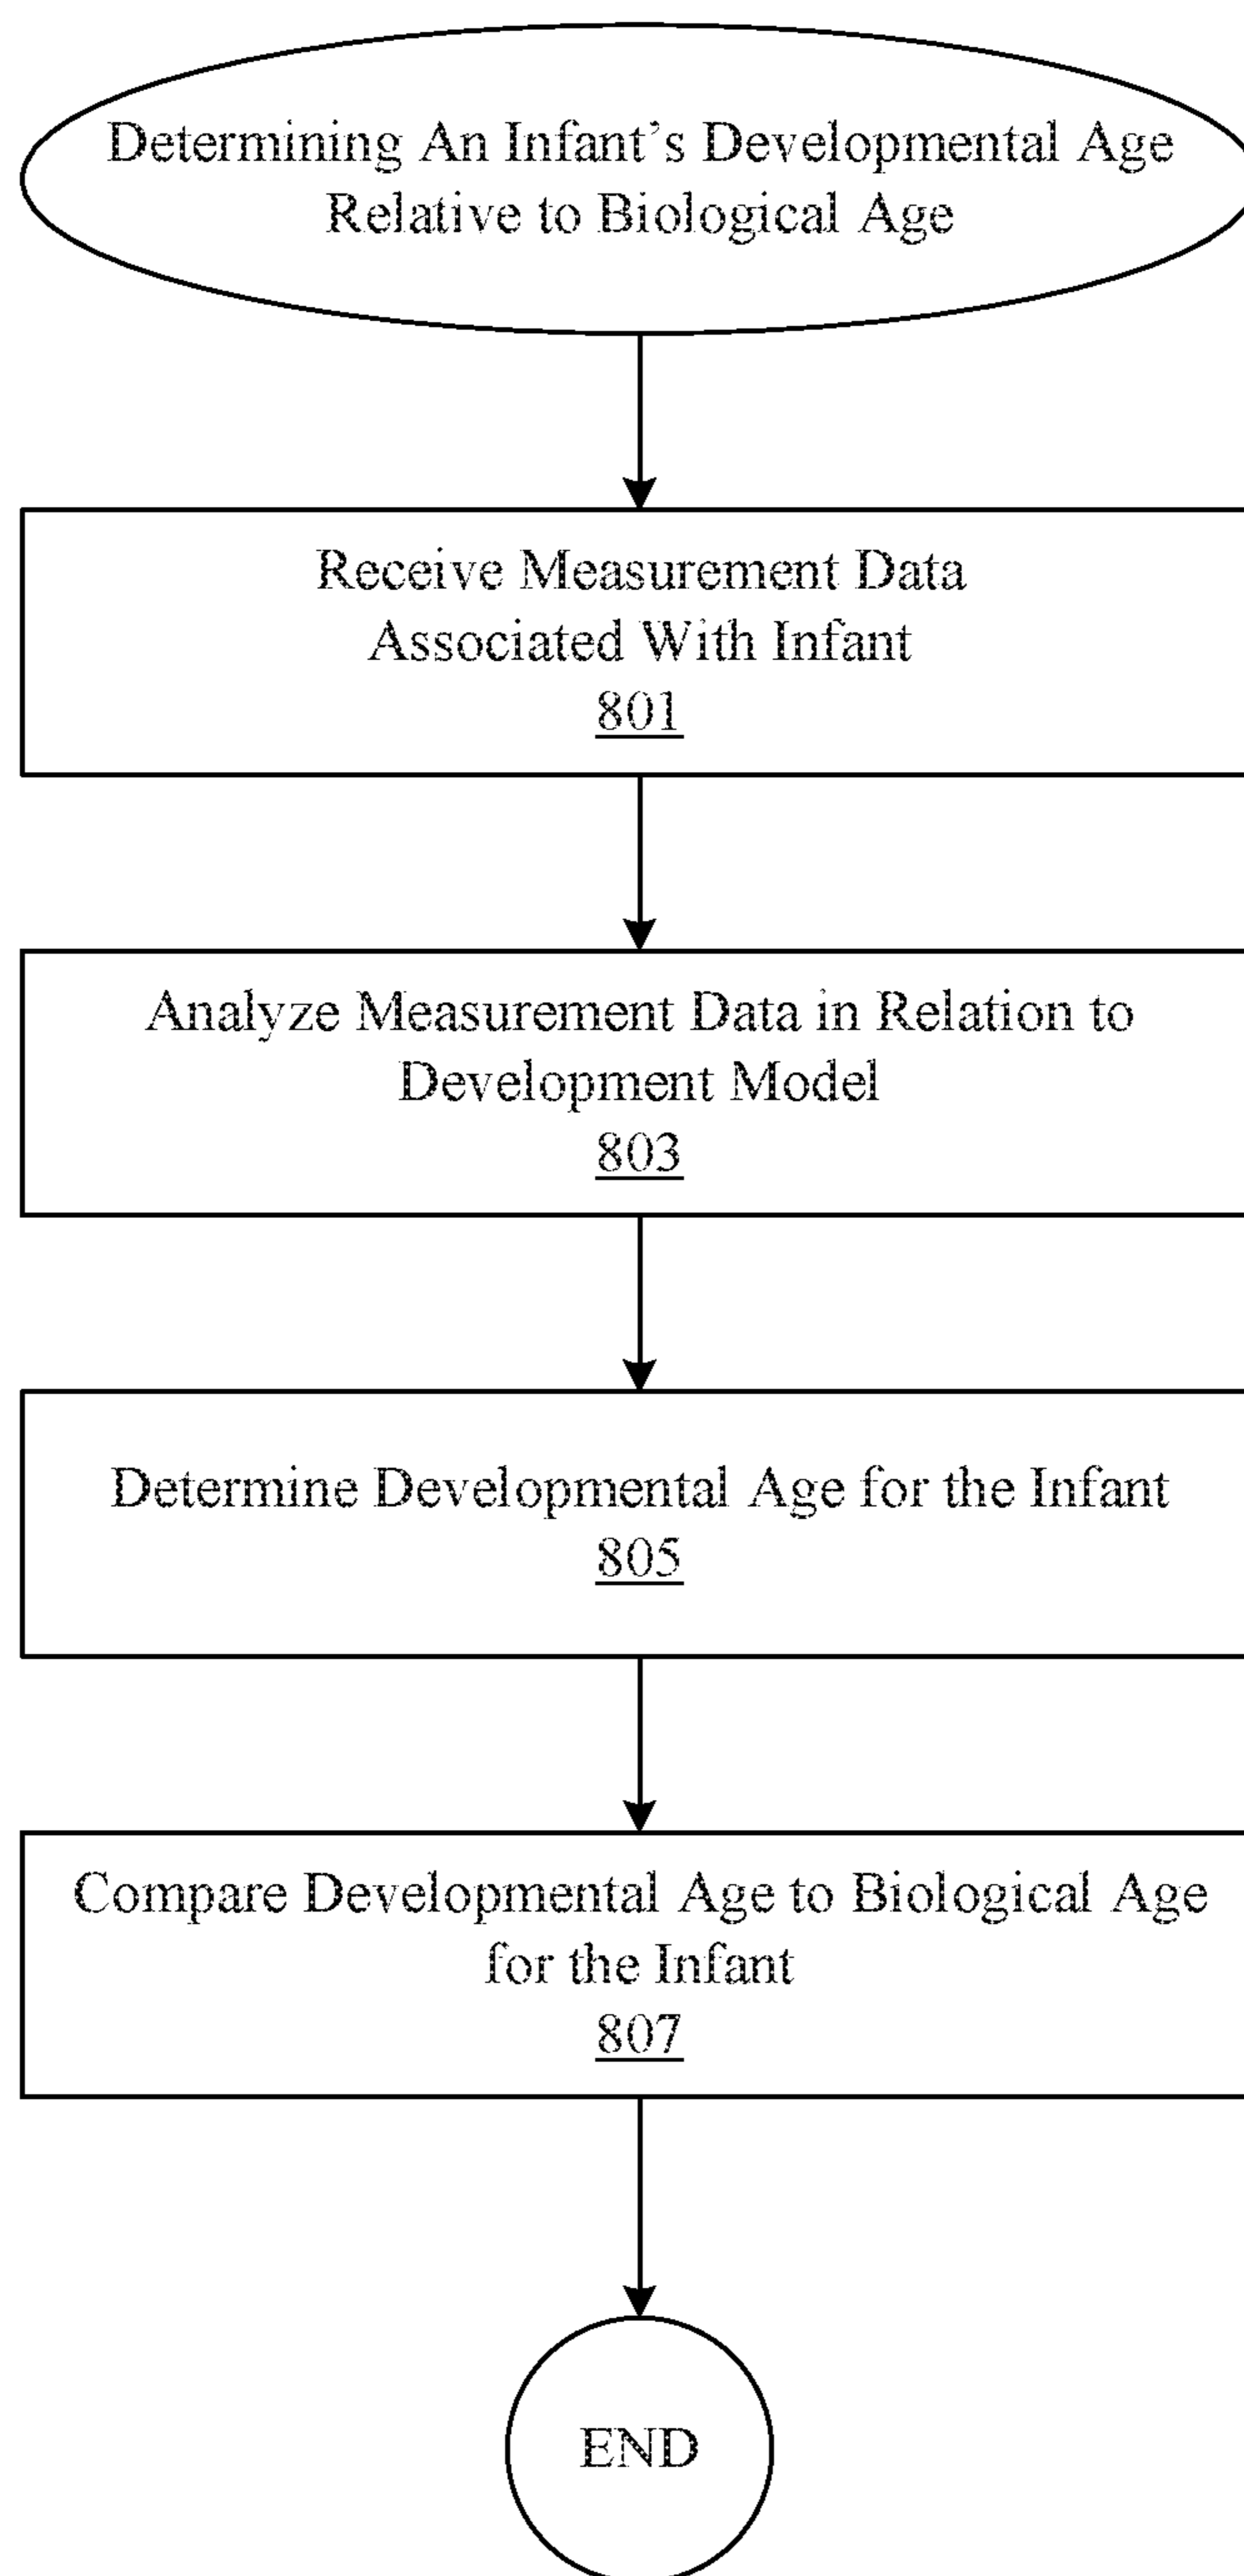 Determining An Infant's Developmental Age
Relative to Biological Age
Receive Measurement Data
Associated With Infant
801
Analyze Measurement Data in Relation to
Development Model
803
Determine Developmental Age for the Infant
805
Compare Developmental Age to Biological Age
for the Infant
807
END